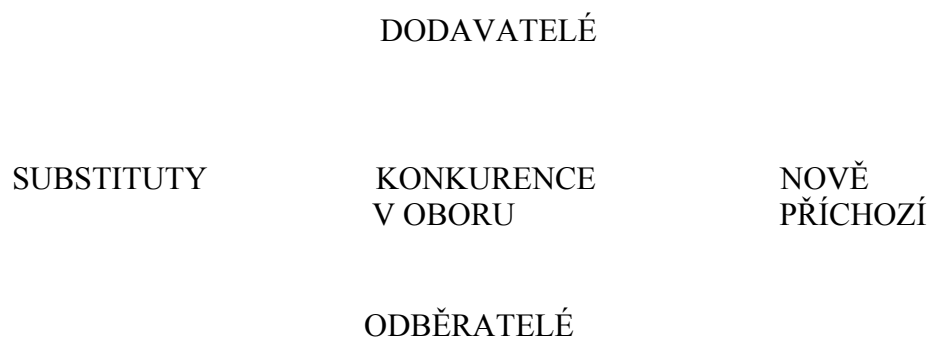 DODAVATELÉ
SUBSTITUTY KONKURENCE NOVĚ
V OBORU PŘÍCHOZÍ
ODBĚRATELÉ